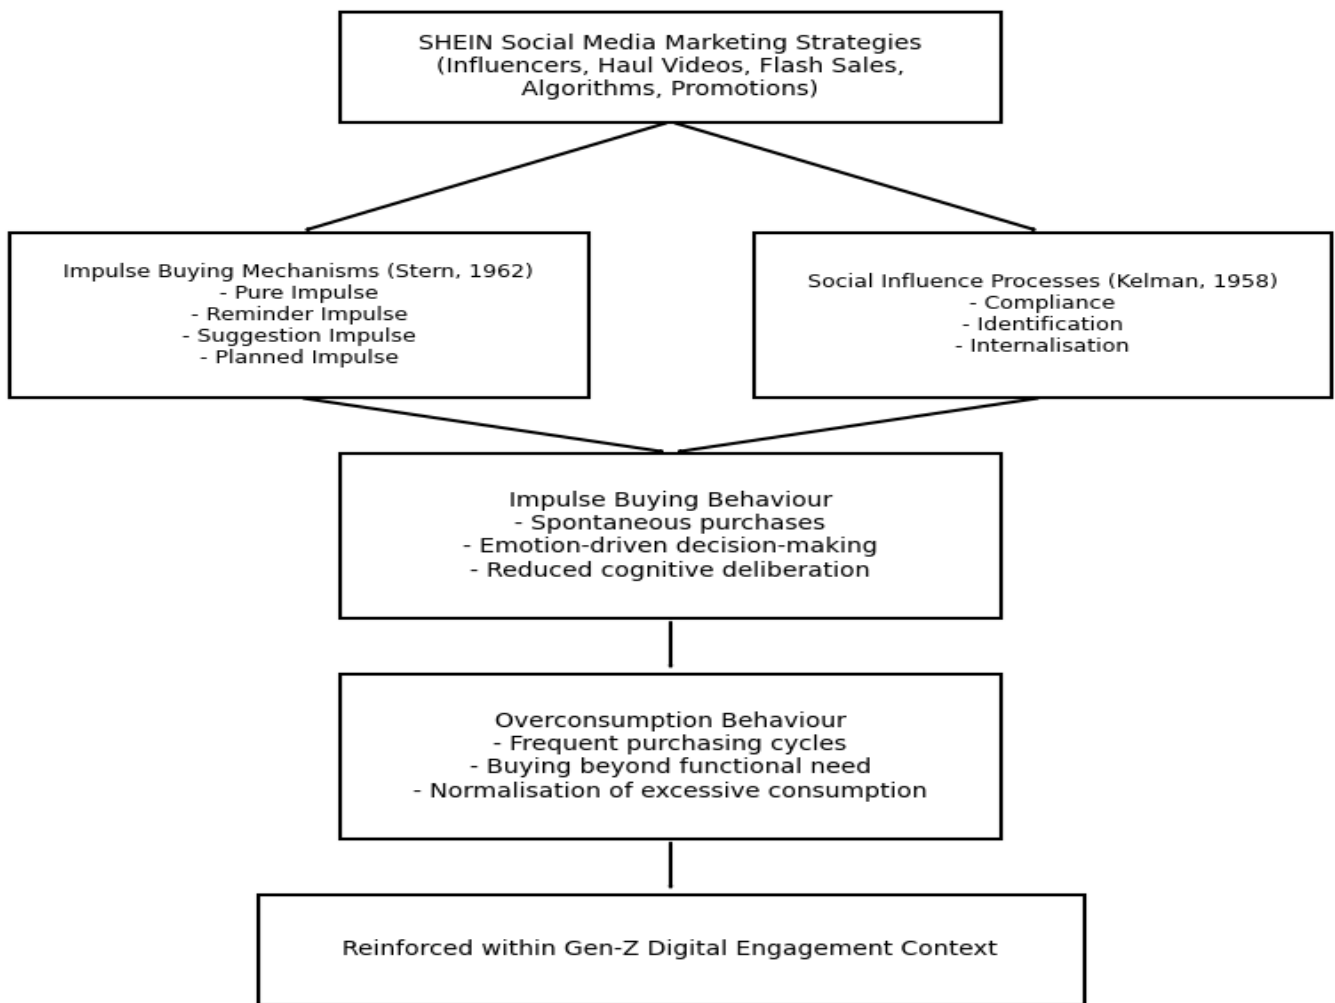 SHEIN Social Media Marketing Strategies
(Influencers, Haul Videos, Flash Sales,
Algorithms, Promotions)
Impulse Buying Mechanisms (Stern, 1962)
- Pure Impulse
- Reminder Impulse
- Suggestion Impulse
- Planned Impulse
Social Influence Processes (Kelman, 1958)
- Compliance
- Identification
- Internalisation
Impulse Buying Behaviour
- Spontaneous purchases
- Emotion-driven decision-making
- Reduced cognitive deliberation
Overconsumption Behaviour
- Frequent purchasing cycles
- Buying beyond functional need
- Normalisation of excessive consumption
Reinforced within Gen-Z Digital Engagement Context